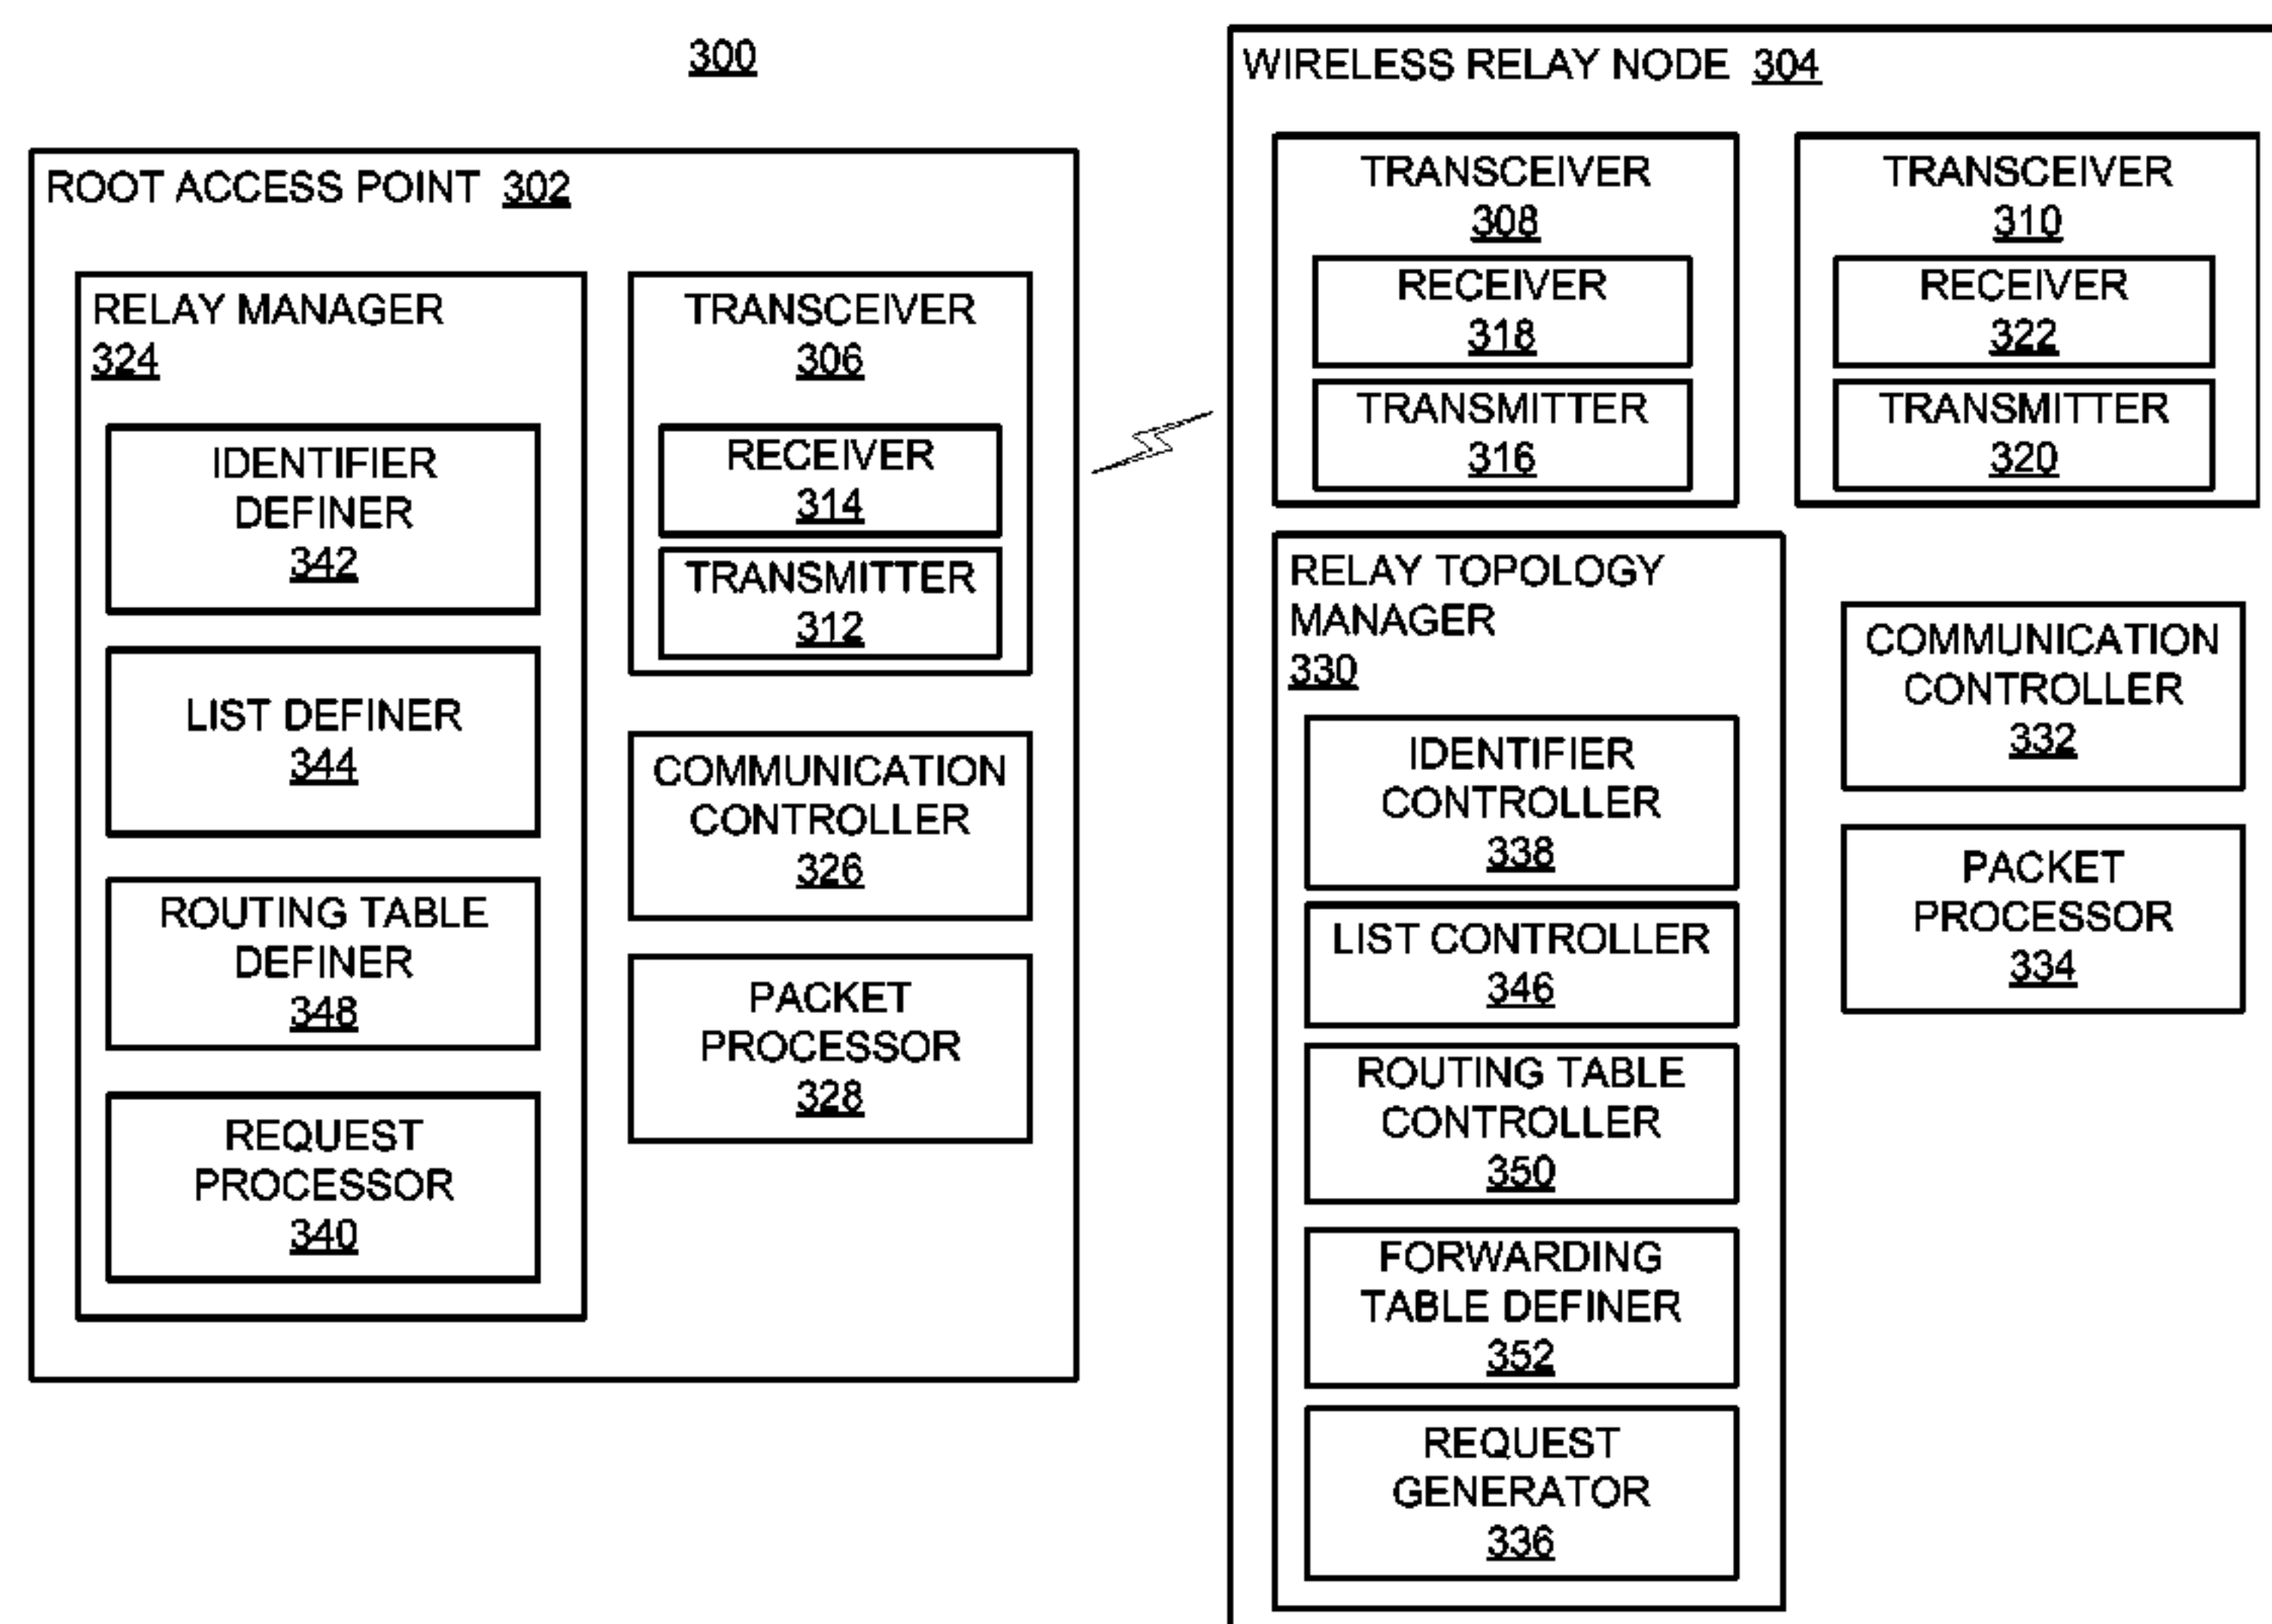 300
ROOT ACCESS POINT 302
RELAY MANAGER
324
IDENTIFIER
DEFINER
342
LIST DEFINER
344
ROUTING TABLE
DEFINER
348
REQUEST
PROCESSOR
340
TRANSCEIVER
306
RECEIVER
314
TRANSMITTER
312
COMMUNICATION
CONTROLLER
326
PACKET
PROCESSOR
328
WIRELESS RELAY NODE 304
TRANSCEIVER
308
RECEIVER
318
TRANSMITTER
316
TRANSCEIVER
310
RECEIVER
322
TRANSMITTER
320
RELAY TOPOLOGY
MANAGER
330
IDENTIFIER
CONTROLLER
338
LIST CONTROLLER
346
ROUTING TABLE
CONTROLLER
350
FORWARDING
TABLE DEFINER
352
REQUEST
GENERATOR
336
COMMUNICATION
CONTROLLER
332
PACKET
PROCESSOR
334